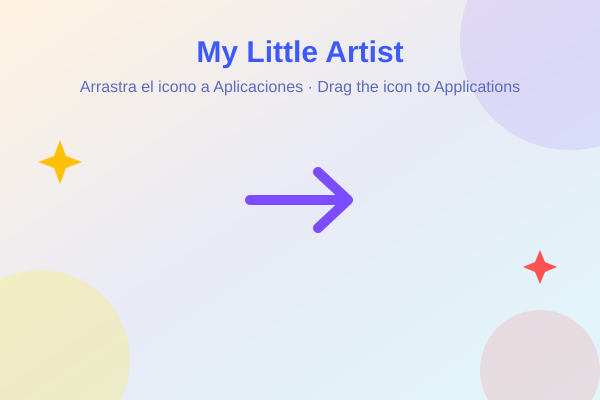 My Little Artist
Arrastra el icono a Aplicaciones · Drag the icon to Applications